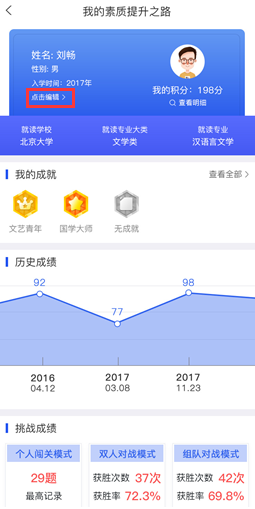 我的素质提升之路
姓名: 刘畅
性别: 男
入学时间: 2017年
点击编辑 >
我的积分: 198分
查看明细
就读学校
北京大学
就读专业大类
文学类
就读专业
汉语言文学
我的成就
查看全部 >
文艺青年
国学大师
无成就
历史成绩
92
77
98
2016
04.12
2017
03.08
2017
11.23
挑战成绩
个人闯关模式
29题
最高记录
双人对战模式
获胜次数 37次
获胜率 72.3%
组队对战模式
获胜次数 42次
获胜率 69.8%